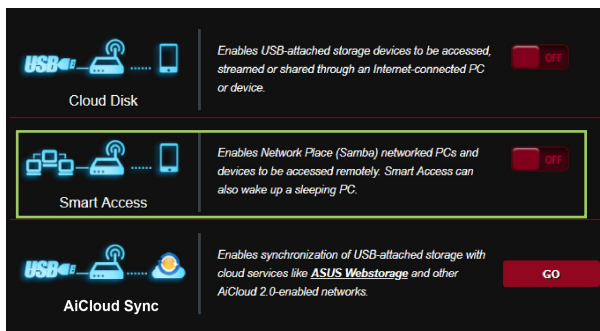 USB
Cloud Disk
Enables USB-attached storage devices to be accessed,
streamed or shared through an Internet-connected PC
or device.
OFF
Smart Access
Enables Network Place (Samba) networked PCs and
devices to be accessed remotely. Smart Access can
also wake up a sleeping PC.
OFF
USB
AiCloud Sync
Enables synchronization of USB-attached storage with
cloud services like ASUS Webstorage and other
AiCloud 2.0-enabled networks.
GO